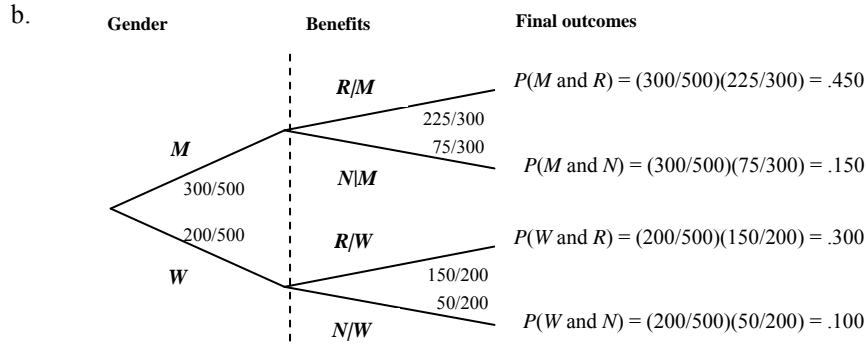 b.
Gender Benefits Final outcomes
R/M P(M and R) = (300/500)(225/300) = .450
225/300
M 75/300
N|M P(M and N) = (300/500)(75/300) = .150
300/500
200/500 R/W P(W and R) = (200/500)(150/200) = .300
W 150/200
50/200
N/W P(W and N) = (200/500)(50/200) = .100